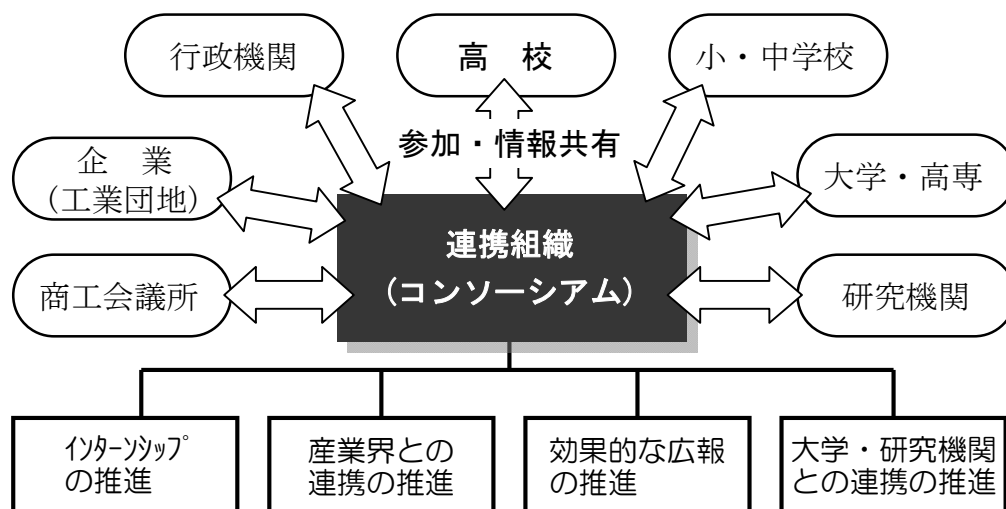 行政機関
高　校
小・中学校
参加・情報共有
企　業
(工業団地)
大学・高専
連携組織
(コンソーシアム)
商工会議所
研究機関
ｲﾝﾀｰﾝｼｯﾌﾟ
の推進
産業界との
連携の推進
効果的な広報
の推進
大学・研究機関
との連携の推進